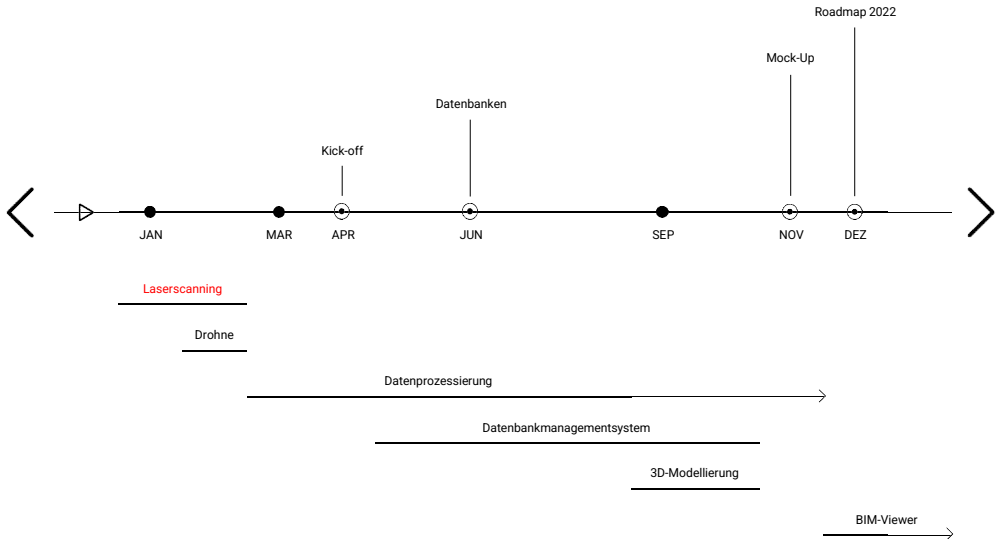 Roadmap 2022
Mock-Up
Datenbanken
Kick-off
JAN MAR APR JUN SEP NOV DEZ
Laserscanning
Drohne
Datenprozessierung
Datenbankmanagementsystem
3D-Modellierung
BIM-Viewer